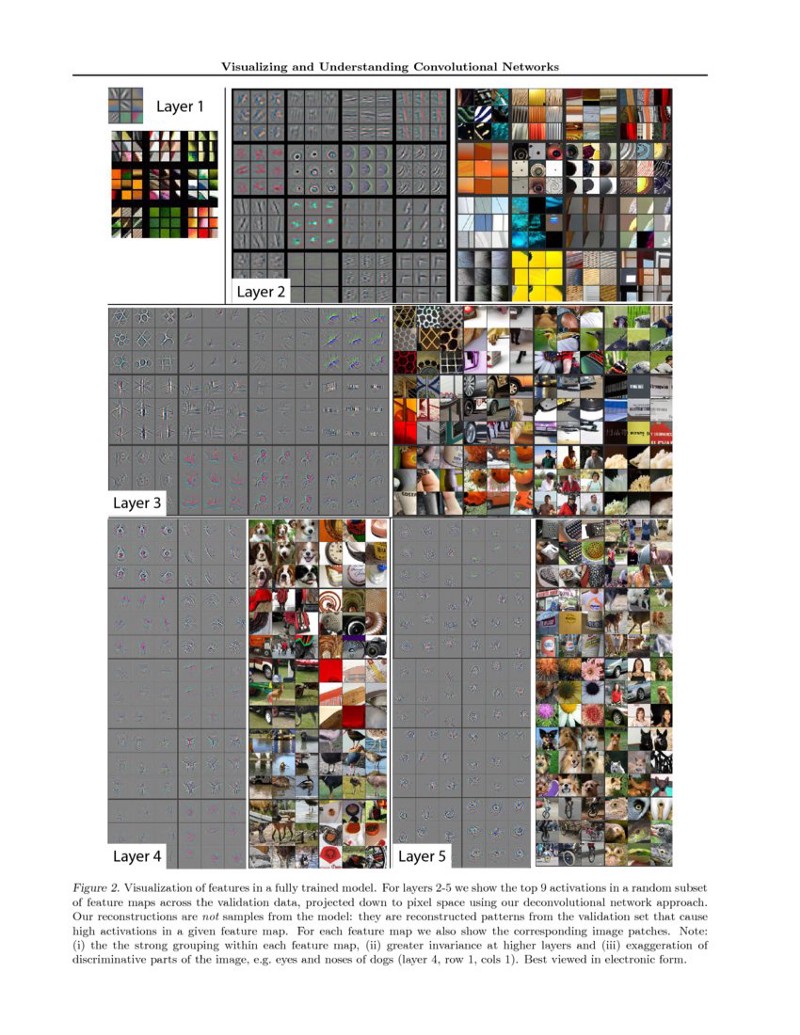 Visualizing and Understanding Convolutional Networks
Layer 1
Layer 2
Layer 3
Layer 4
Layer 5
Figure 2. Visualization of features in a fully trained model. For layers 2-5 we show the top 9 activations in a random subset
of feature maps across the validation data, projected down to pixel space using our deconvolutional network approach.
Our reconstructions are not samples from the model: they are reconstructed patterns from the validation set that cause
high activations in a given feature map. For each feature map we also show the corresponding image patches. Note:
(i) the the strong grouping within each feature map, (ii) greater invariance at higher layers and (iii) exaggeration of
discriminative parts of the image, e.g. eyes and noses of dogs (layer 4, row 1, cols 1). Best viewed in electronic form.